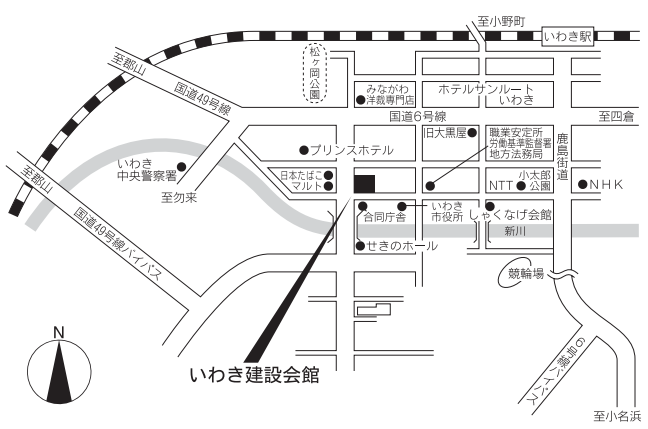 至小野町
いわき駅
至郡山
松ヶ岡公園
国道49号線
みながわ
洋裁専門店
ホテルサンルート
いわき
国道6号線
至四倉
旧大黒屋
職業安定所
労働基準監督署
地方法務局
鹿島街道
プリンスホテル
いわき
中央警察署
至勿来
日本たばこ
マルト
NTT
小太郎
公園
NHK
至郡山
国道49号線バイパス
合同庁舎
いわき
市役所
しゃくなげ会館
新川
せきのホール
競輪場
N
いわき建設会館
6号線バイパス
至小名浜